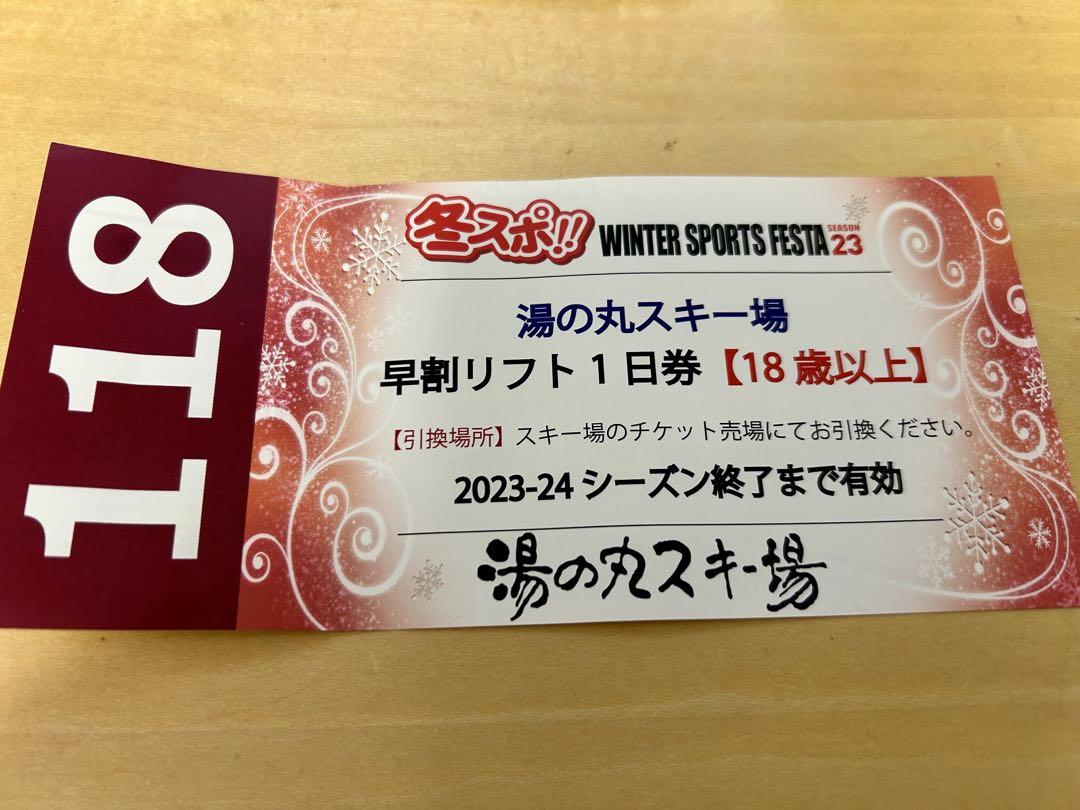 118
冬スポ!! WINTER SPORTS FESTA SEASON 23
湯の丸スキー場
早割リフト1日券【18歳以上】
【引換場所】スキー場のチケット売場にてお引換ください。
2023-24 シーズン終了まで有効
湯の丸スキー場